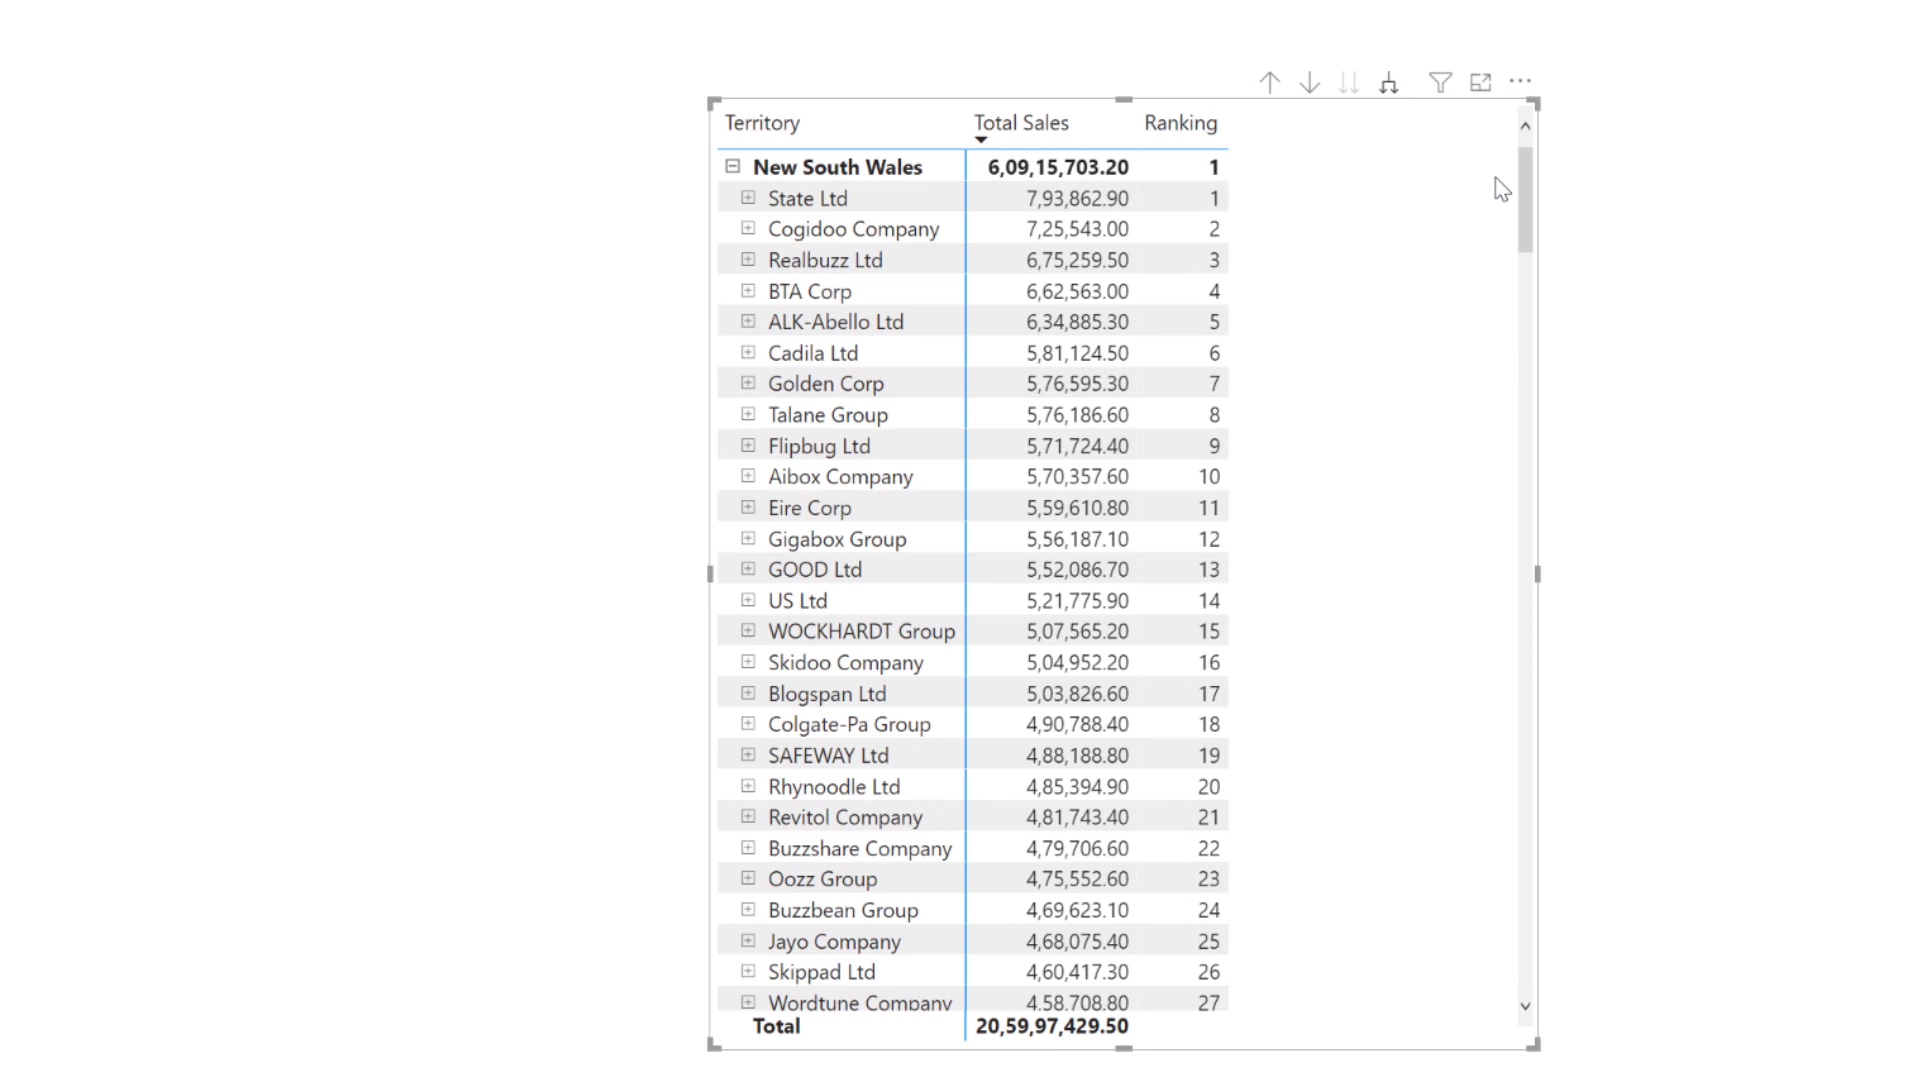 Territory Total Sales Ranking
New South Wales 6,09,15,703.20 1
State Ltd 7,93,862.90 1
Cogidoo Company 7,25,543.00 2
Realbuzz Ltd 6,75,259.50 3
BTA Corp 6,62,563.00 4
ALK-Abello Ltd 6,34,885.30 5
Cadila Ltd 5,81,124.50 6
Golden Corp 5,76,595.30 7
Talane Group 5,76,186.60 8
Flipbug Ltd 5,71,724.40 9
Aibox Company 5,70,357.60 10
Eire Corp 5,59,610.80 11
Gigabox Group 5,56,187.10 12
GOOD Ltd 5,52,086.70 13
US Ltd 5,21,775.90 14
WOCKHARDT Group 5,07,565.20 15
Skidoo Company 5,04,952.20 16
Blogspan Ltd 5,03,826.60 17
Colgate-Pa Group 4,90,788.40 18
SAFEWAY Ltd 4,88,188.80 19
Rhynoodle Ltd 4,85,394.90 20
Revitol Company 4,81,743.40 21
Buzzshare Company 4,79,706.60 22
Oozz Group 4,75,552.60 23
Buzzbean Group 4,69,623.10 24
Jayo Company 4,68,075.40 25
Skippad Ltd 4,60,417.30 26
Wordtune Company 4,58,708.80 27
Total 20,59,97,429.50